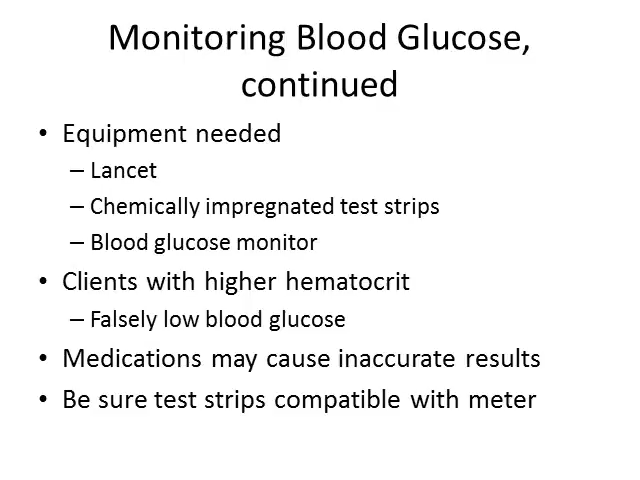 Monitoring Blood Glucose,
continued
• Equipment needed
– Lancet
– Chemically impregnated test strips
– Blood glucose monitor
• Clients with higher hematocrit
– Falsely low blood glucose
• Medications may cause inaccurate results
• Be sure test strips compatible with meter